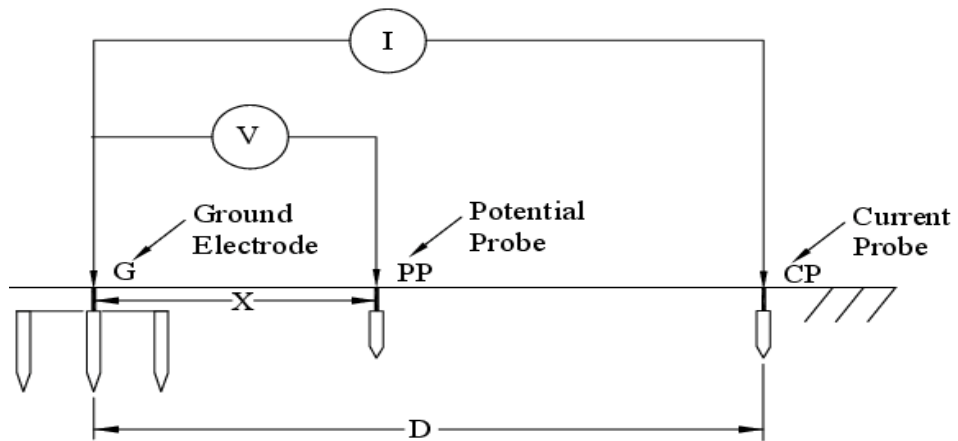 I
V
Ground
Electrode
Potential
Probe
Current
Probe
G
PP
CP
X
D